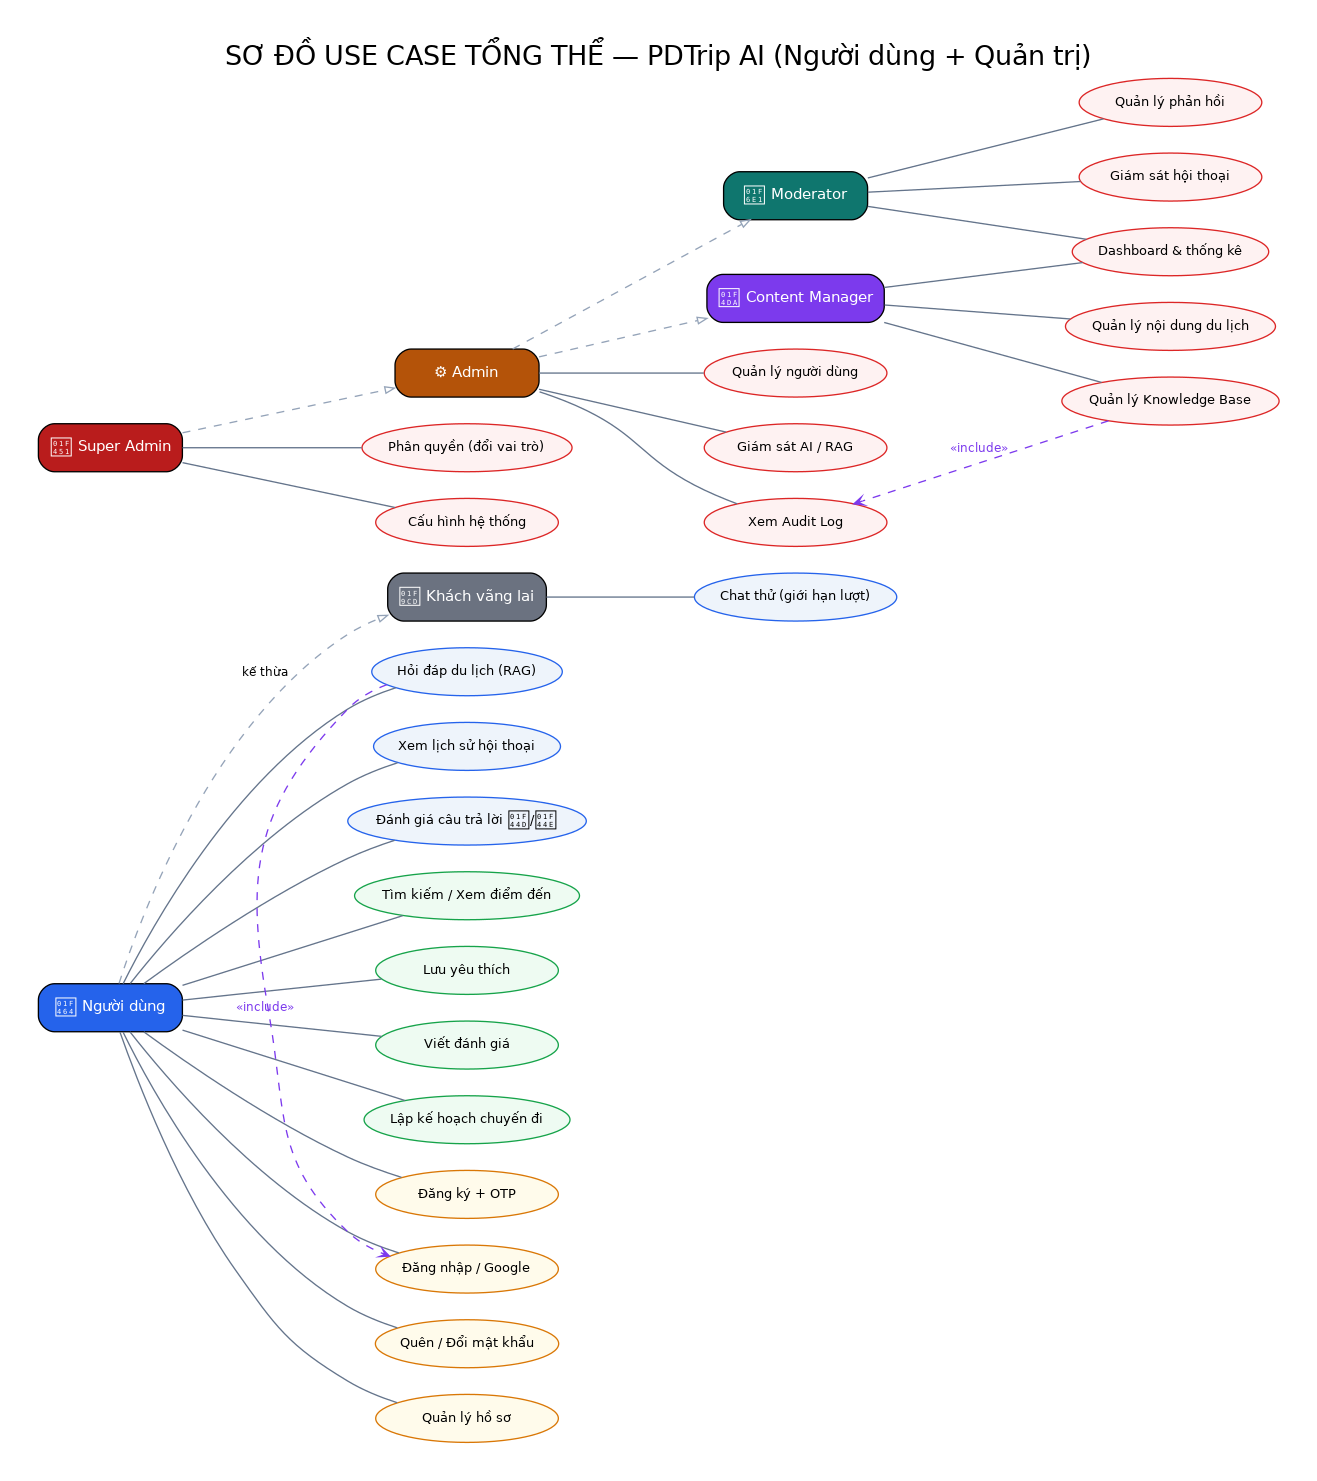 SƠ ĐỒ USE CASE TỔNG THỂ — PDTrip AI (Người dùng + Quản trị)
Quản lý phản hồi
Giám sát hội thoại
Moderator
Dashboard & thống kê
Content Manager
Quản lý nội dung du lịch
⚙ Admin
Quản lý người dùng
Quản lý Knowledge Base
Super Admin
Phân quyền (đổi vai trò)
Giám sát AI / RAG
«include»
Cấu hình hệ thống
Xem Audit Log
Khách vãng lai
Chat thử (giới hạn lượt)
kế thừa
Hỏi đáp du lịch (RAG)
Xem lịch sử hội thoại
Đánh giá câu trả lời /
Tìm kiếm / Xem điểm đến
Lưu yêu thích
Người dùng
«include»
Viết đánh giá
Lập kế hoạch chuyến đi
Đăng ký + OTP
Đăng nhập / Google
Quên / Đổi mật khẩu
Quản lý hồ sơ